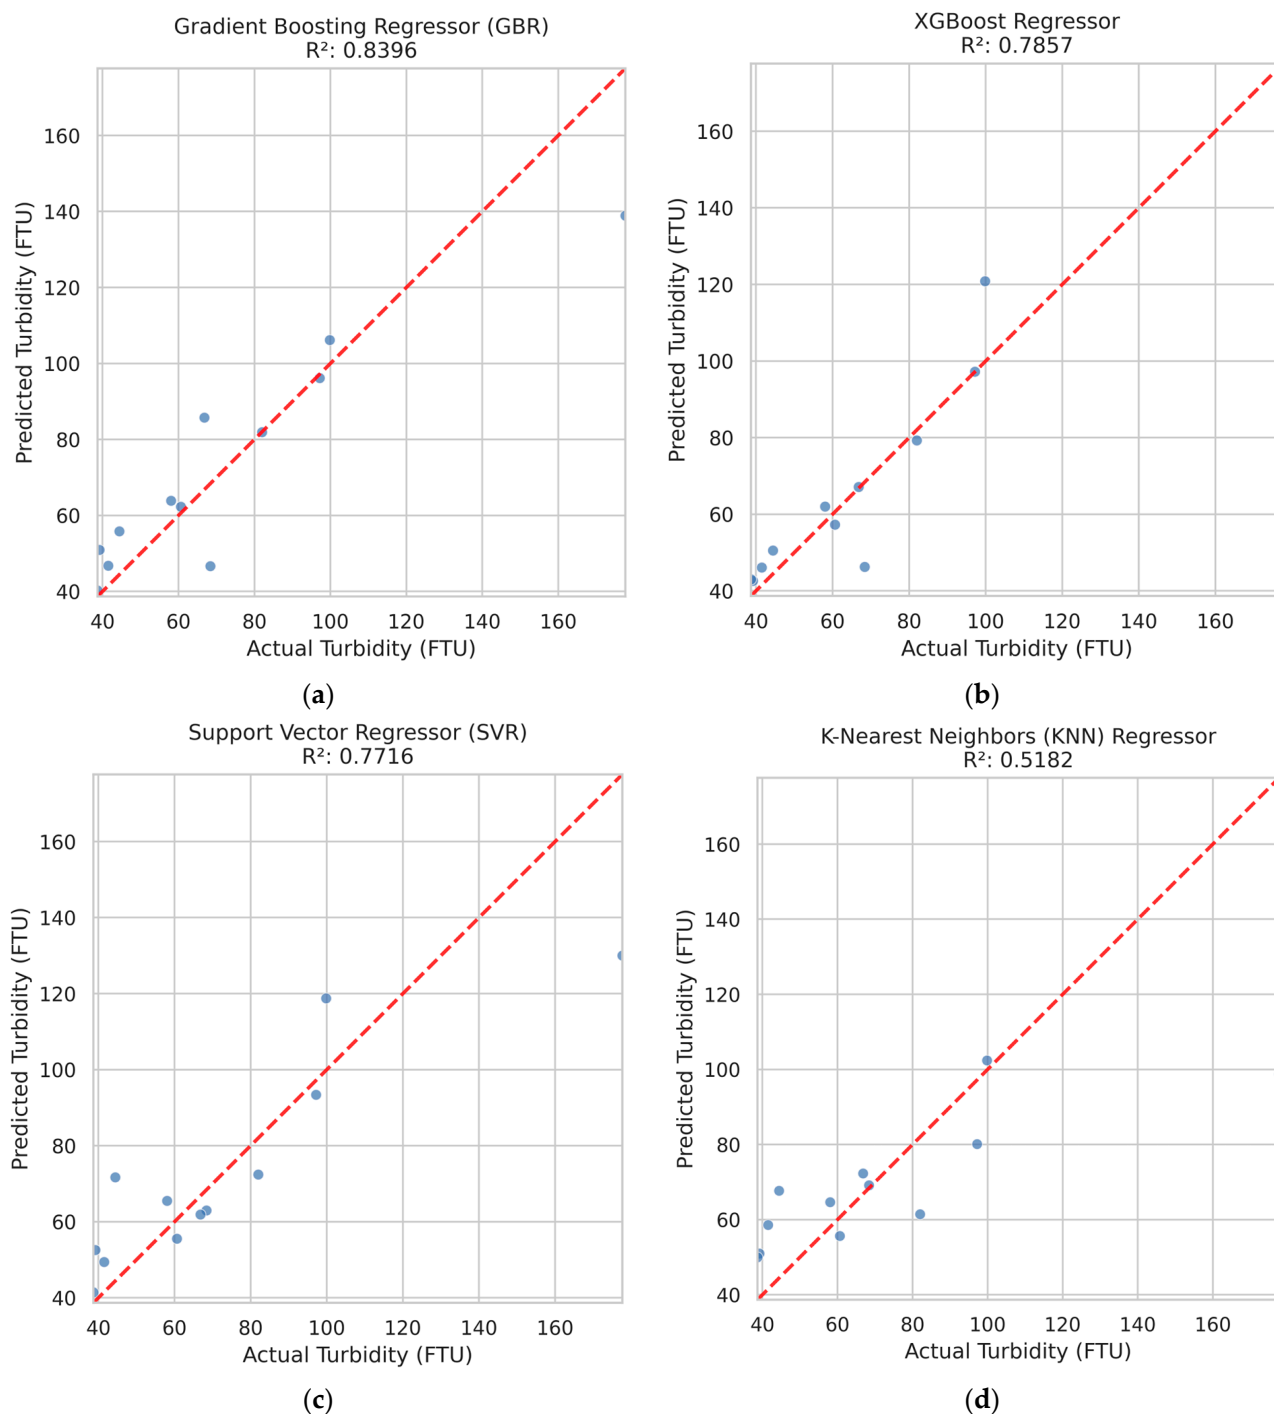 Gradient Boosting Regressor (GBR)
R²: 0.8396
160
140
120
100
80
60
40
Predicted Turbidity (FTU)
40 60 80 100 120 140 160
Actual Turbidity (FTU)
(a)
XGBoost Regressor
R²: 0.7857
160
140
120
100
80
60
40
Predicted Turbidity (FTU)
40 60 80 100 120 140 160
Actual Turbidity (FTU)
(b)
Support Vector Regressor (SVR)
R²: 0.7716
160
140
120
100
80
60
40
Predicted Turbidity (FTU)
40 60 80 100 120 140 160
Actual Turbidity (FTU)
(c)
K-Nearest Neighbors (KNN) Regressor
R²: 0.5182
160
140
120
100
80
60
40
Predicted Turbidity (FTU)
40 60 80 100 120 140 160
Actual Turbidity (FTU)
(d)